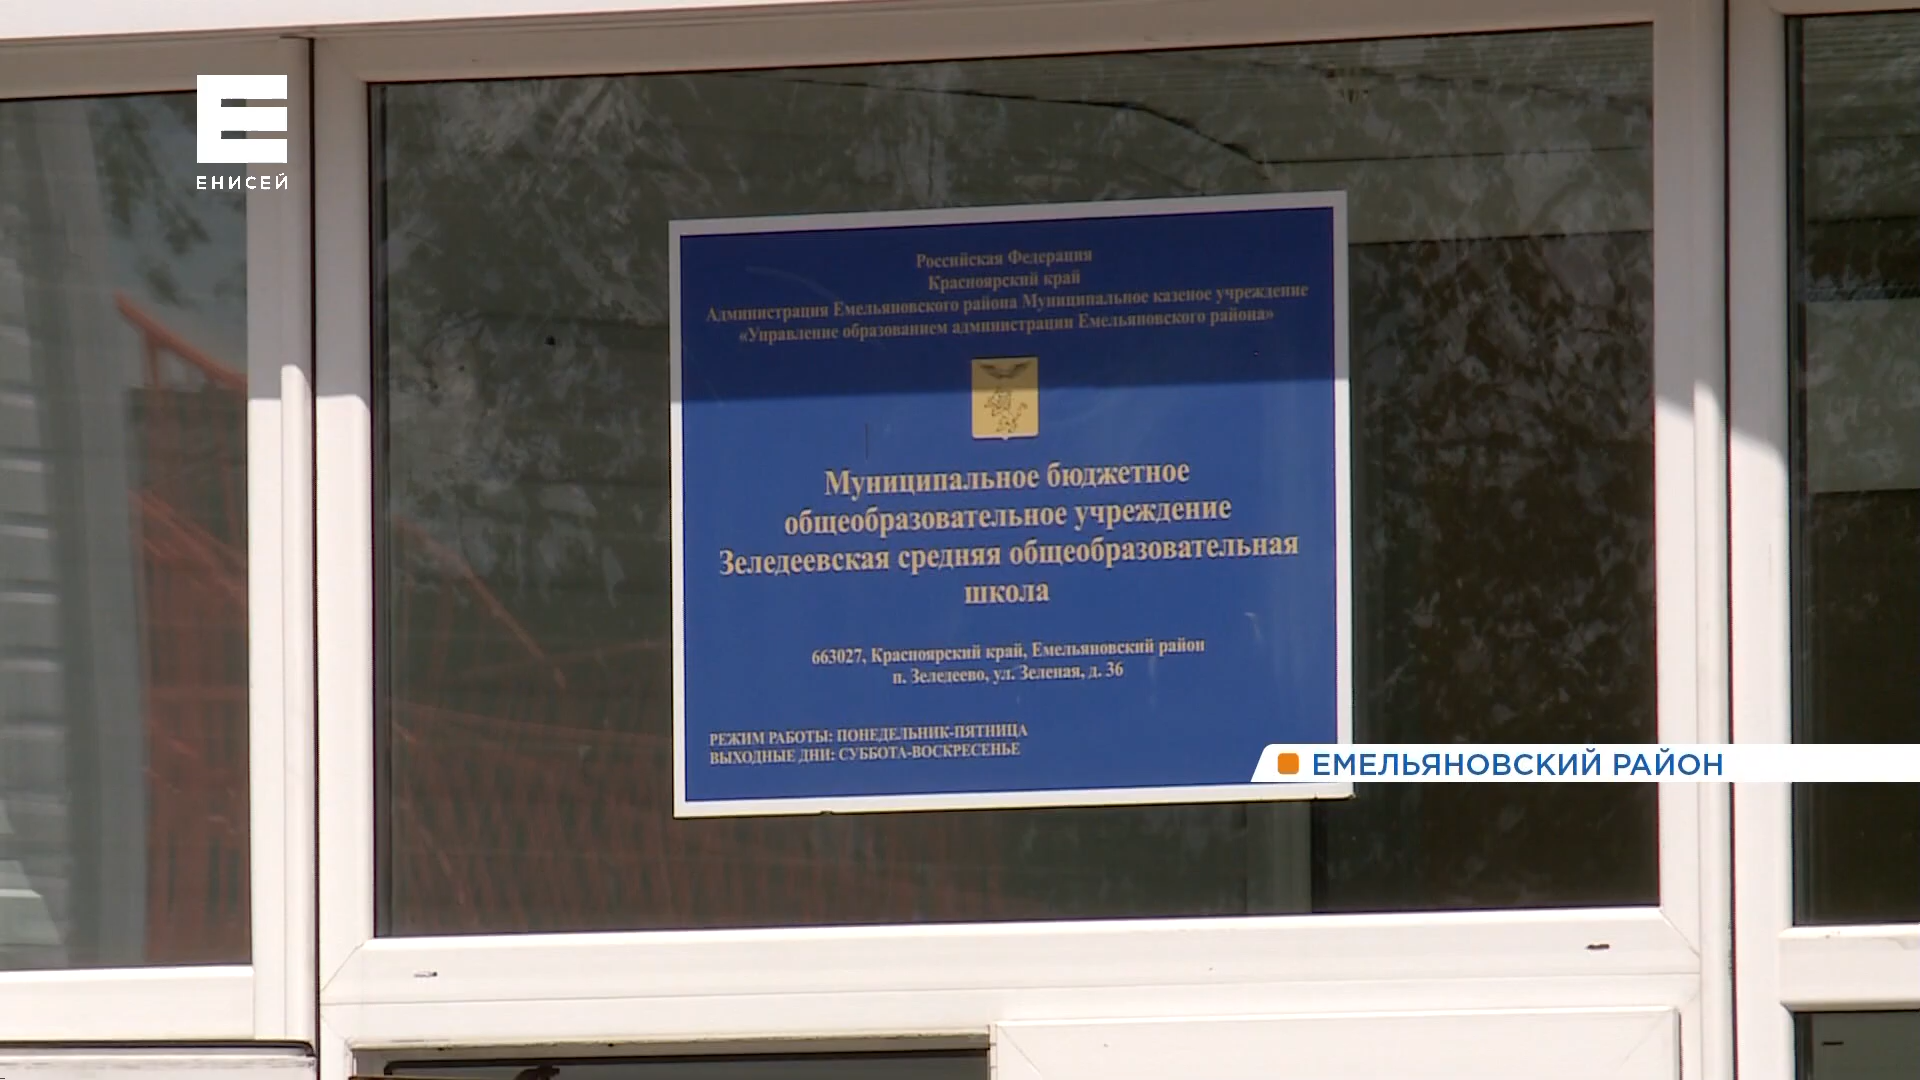 ЕНИСЕЙ
Российская Федерация
Красноярский край
Администрация Емельяновского района Муниципальное казеное учреждение
«Управление образованием администрации Емельяновского района»
Муниципальное бюджетное
общеобразовательное учреждение
Зеледеевская средняя общеобразовательная
школа
663027, Красноярский край, Емельяновский район
п. Зеледеево, ул. Зеленая, д. 36
РЕЖИМ РАБОТЫ: ПОНЕДЕЛЬНИК-ПЯТНИЦА
ВЫХОДНЫЕ ДНИ: СУББОТА-ВОСКРЕСЕНЬЕ
ЕМЕЛЬЯНОВСКИЙ РАЙОН